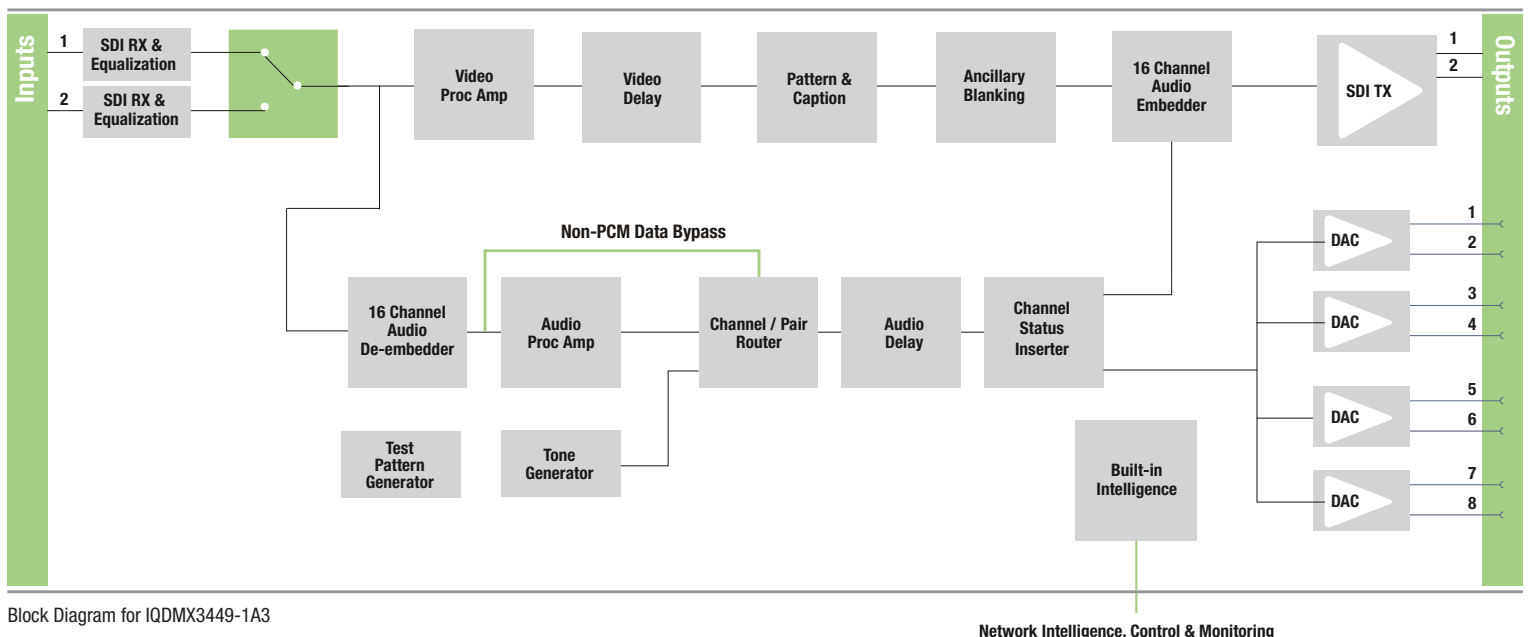 Inputs
1
SDI RX &
Equalization
2
SDI RX &
Equalization
Video
Proc Amp
Video
Delay
Pattern &
Caption
Ancillary
Blanking
16 Channel
Audio
Embedder
SDI TX
1
2
Outputs
Non-PCM Data Bypass
16 Channel
Audio
De-embedder
Audio
Proc Amp
Channel / Pair
Router
Audio
Delay
Channel
Status
Inserter
DAC
1
2
DAC
3
4
DAC
5
6
DAC
7
8
Test
Pattern
Generator
Tone
Generator
Built-in
Intelligence
Block Diagram for IQDMX3449-1A3
Network Intelligence, Control & Monitoring